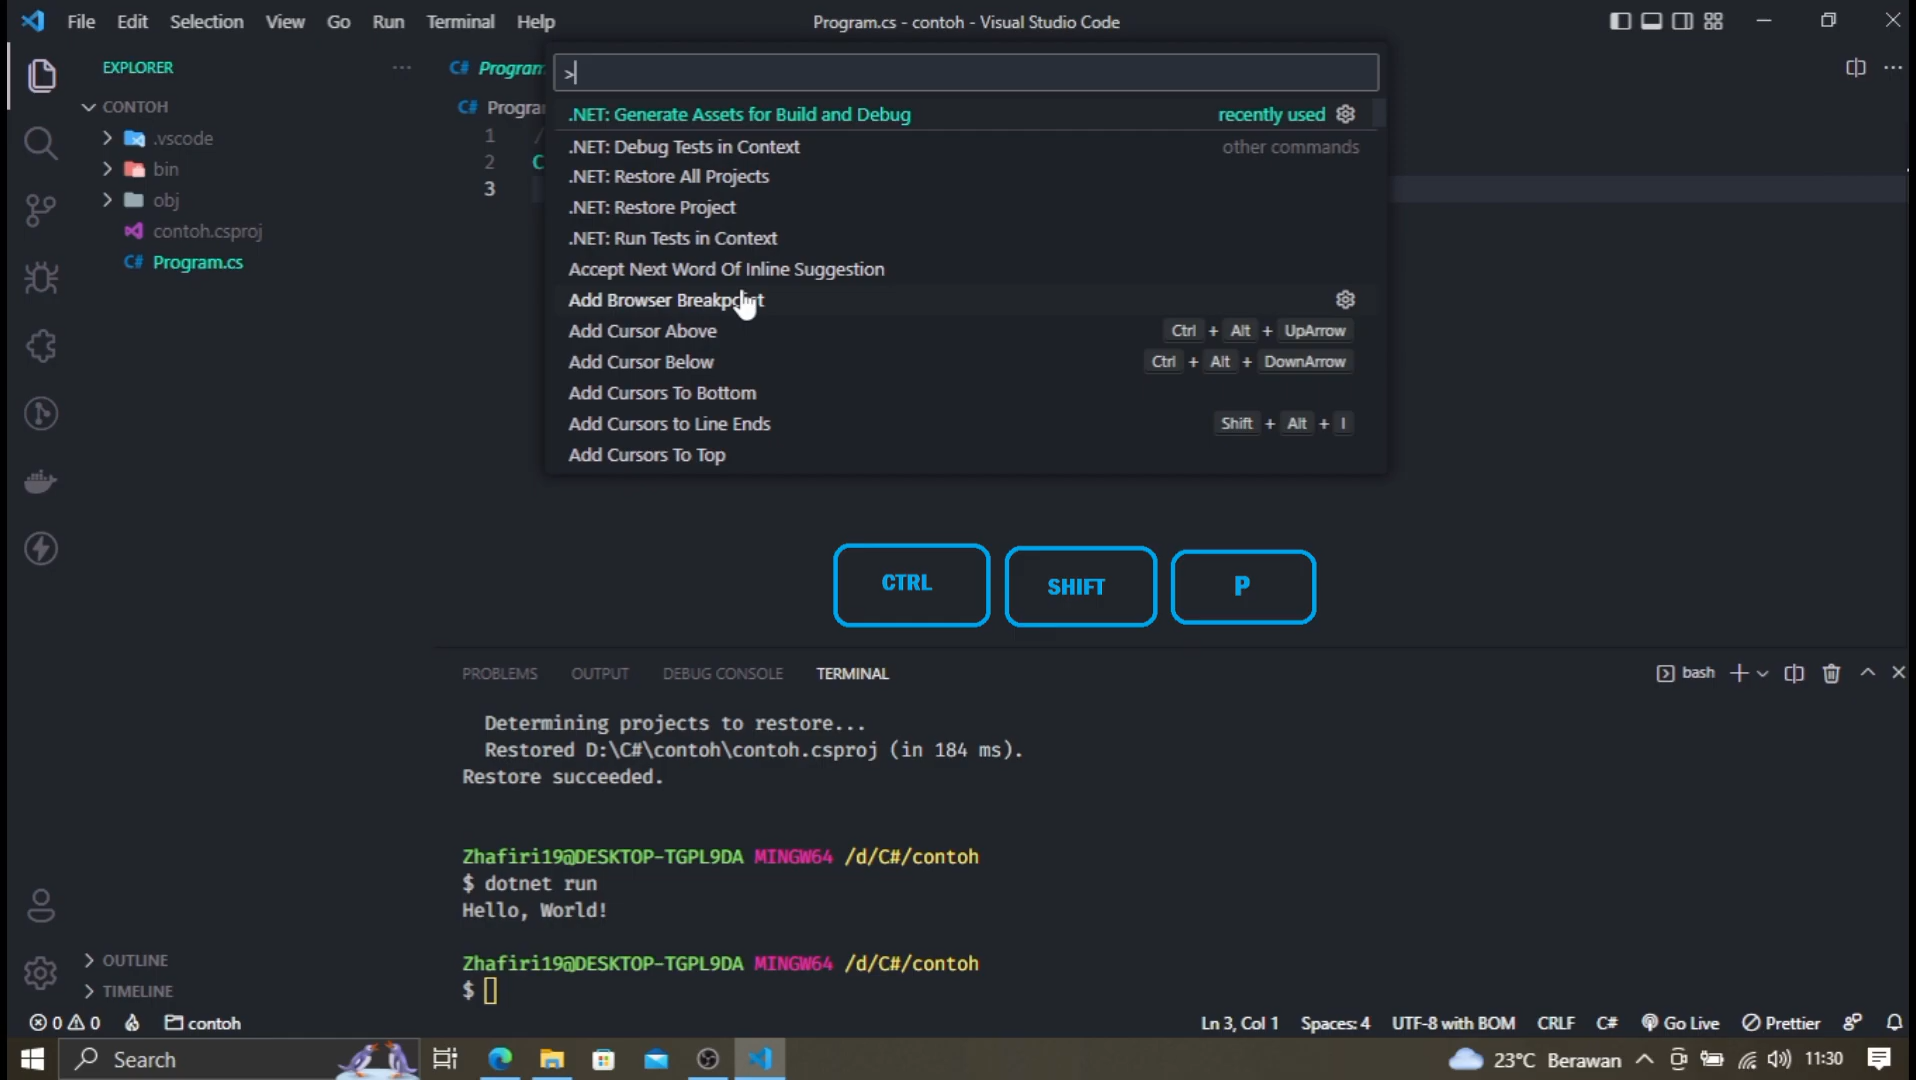 File Edit Selection View Go Run Terminal Help
Program.cs - contoh - Visual Studio Code
EXPLORER
CONTOH
.vscode
bin
obj
contoh.csproj
C# Program.cs
OUTLINE
TIMELINE
C# Program
C# Progra
1 /
2 C
3
>
.NET: Generate Assets for Build and Debug recently used
.NET: Debug Tests in Context other commands
.NET: Restore All Projects
.NET: Restore Project
.NET: Run Tests in Context
Accept Next Word Of Inline Suggestion
Add Browser Breakpoint
Add Cursor Above Ctrl + Alt + UpArrow
Add Cursor Below Ctrl + Alt + DownArrow
Add Cursors To Bottom
Add Cursors to Line Ends Shift + Alt + I
Add Cursors To Top
CTRL SHIFT P
PROBLEMS OUTPUT DEBUG CONSOLE TERMINAL bash
Determining projects to restore...
Restored D:\C#\contoh\contoh.csproj (in 184 ms).
Restore succeeded.
Zhafiri19@DESKTOP-TGPL9DA MINGW64 /d/C#/contoh
$ dotnet run
Hello, World!
Zhafiri19@DESKTOP-TGPL9DA MINGW64 /d/C#/contoh
$
0 0 contoh Ln 3, Col 1 Spaces: 4 UTF-8 with BOM CRLF C# Go Live Prettier
Search 23°C Berawan 11:30